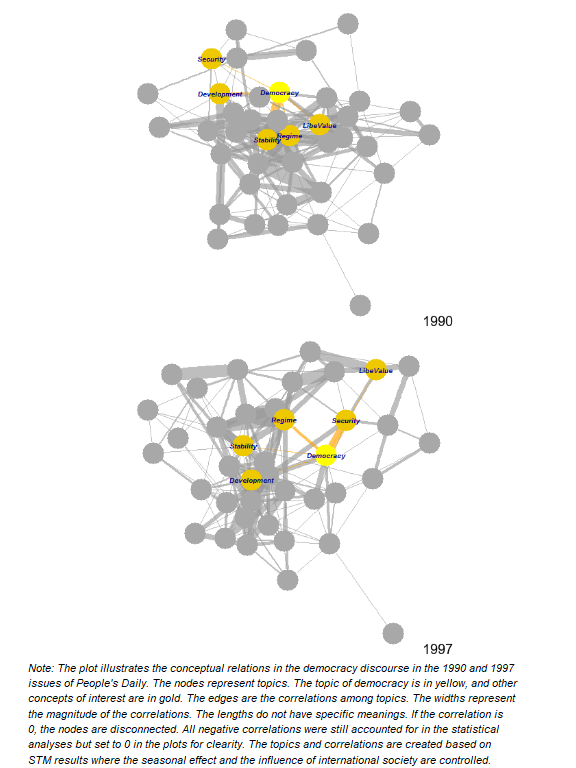 Security
Development
Democracy
LibeValue
Regime
Stability
1990
LibeValue
Regime
Security
Stability
Democracy
Development
1997
Note: The plot illustrates the conceptual relations in the democracy discourse in the 1990 and 1997
issues of People's Daily. The nodes represent topics. The topic of democracy is in yellow, and other
concepts of interest are in gold. The edges are the correlations among topics. The widths represent
the magnitude of the correlations. The lengths do not have specific meanings. If the correlation is
0, the nodes are disconnected. All negative correlations were still accounted for in the statistical
analyses but set to 0 in the plots for clarity. The topics and correlations are created based on
STM results where the seasonal effect and the influence of international society are controlled.